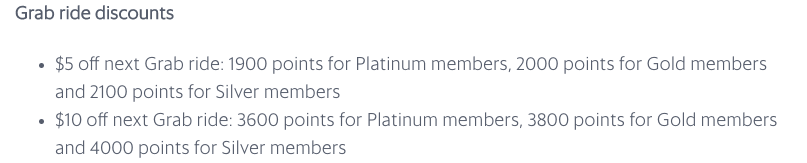 Grab ride discounts
• $5 off next Grab ride: 1900 points for Platinum members, 2000 points for Gold members
and 2100 points for Silver members
• $10 off next Grab ride: 3600 points for Platinum members, 3800 points for Gold members
and 4000 points for Silver members